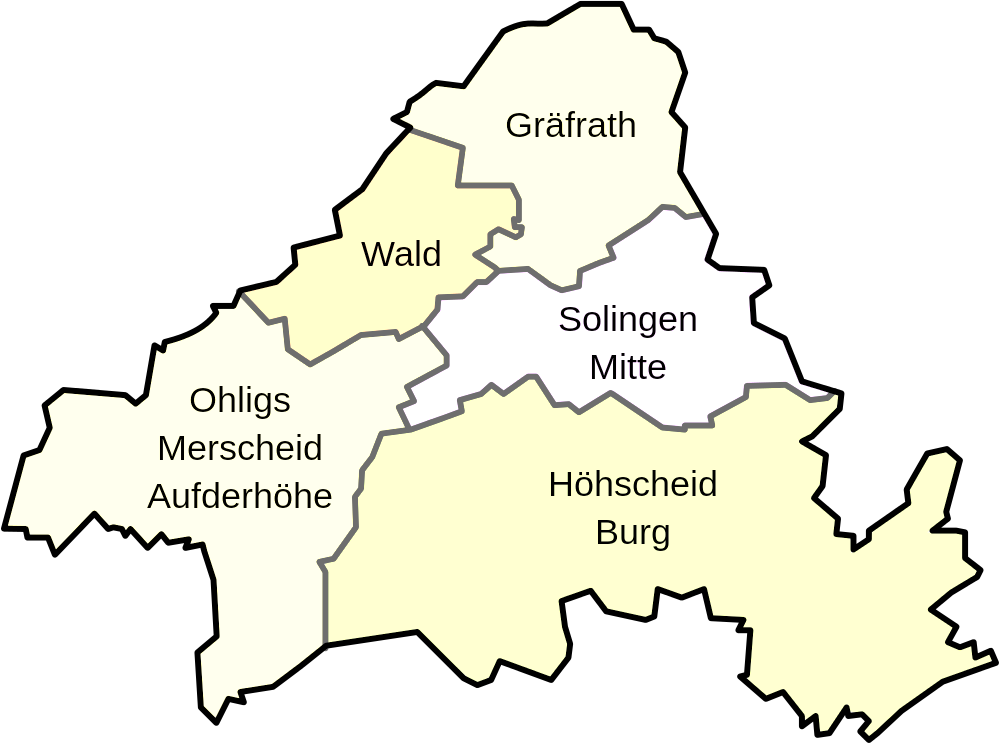 Gräfrath
Wald
Solingen
Mitte
Ohligs
Merscheid
Aufderhöhe
Höhscheid
Burg